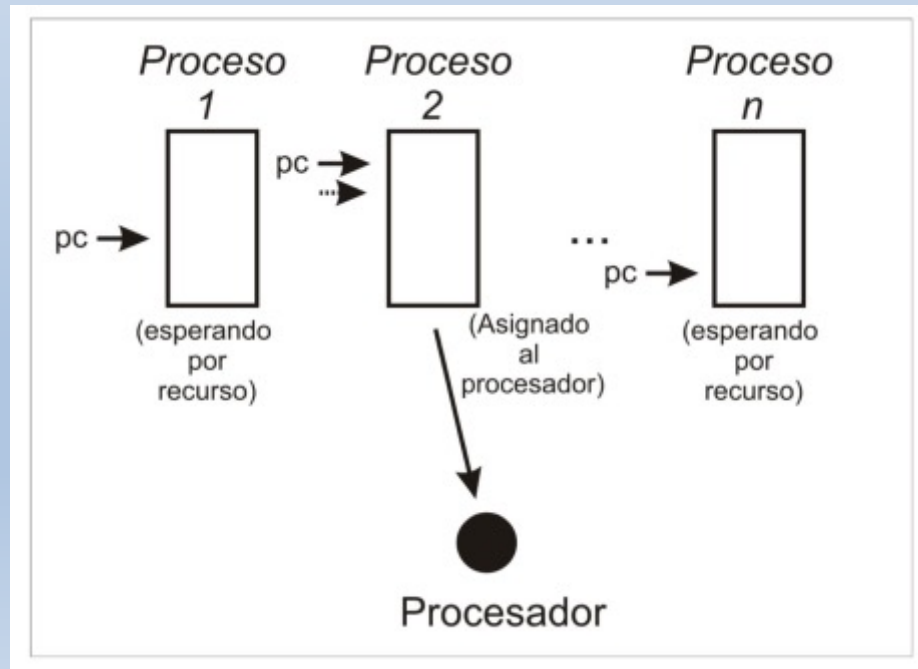 Proceso
1
Proceso
2
Proceso
n
pc
pc
...
pc
(esperando
por
recurso)
(Asignado
al
procesador)
(esperando
por
recurso)
Procesador